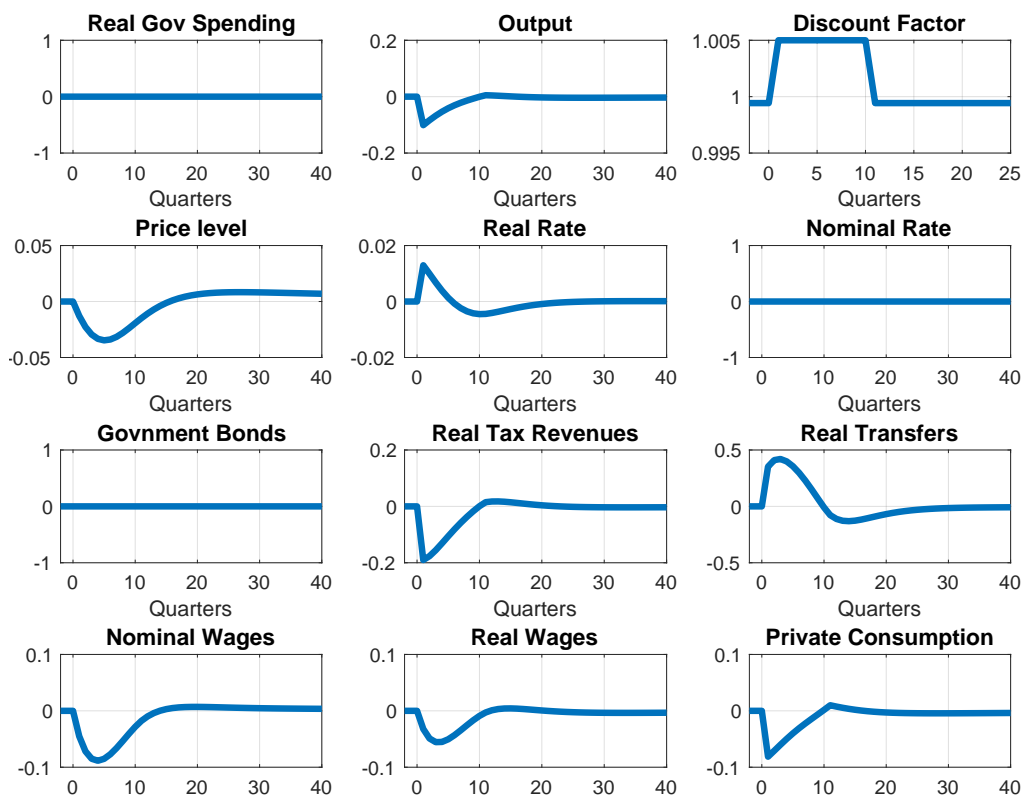 Real Gov Spending
1
0
-1
0 10 20 30 40
Quarters
Output
0.2
0
-0.2
0 10 20 30 40
Quarters
Discount Factor
1.005
1
0.995
0 5 10 15 20 25
Quarters
Price level
0.05
0
-0.05
0 10 20 30 40
Quarters
Real Rate
0.02
0
-0.02
0 10 20 30 40
Quarters
Nominal Rate
1
0
-1
0 10 20 30 40
Quarters
Govnment Bonds
1
0
-1
0 10 20 30 40
Quarters
Real Tax Revenues
0.2
0
-0.2
0 10 20 30 40
Quarters
Real Transfers
0.5
0
-0.5
0 10 20 30 40
Quarters
Nominal Wages
0.1
0
-0.1
0 10 20 30 40
Real Wages
0.1
0
-0.1
0 10 20 30 40
Private Consumption
0.1
0
-0.1
0 10 20 30 40